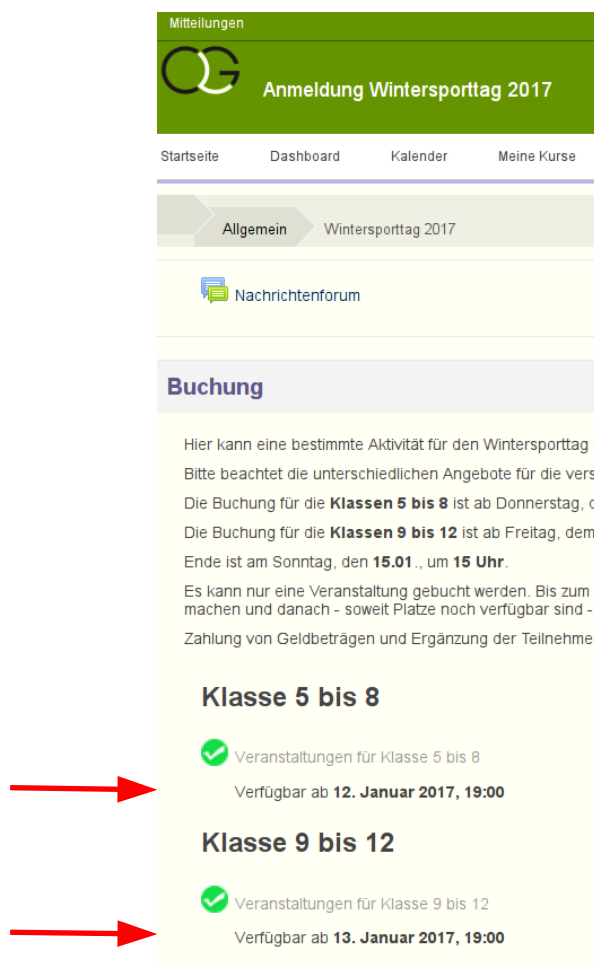 Mitteilungen
Anmeldung Wintersporttag 2017
Startseite Dashboard Kalender Meine Kurse
Allgemein Wintersporttag 2017
Nachrichtenforum
Buchung
Hier kann eine bestimmte Aktivität für den Wintersporttag
Bitte beachtet die unterschiedlichen Angebote für die
Die Buchung für die Klassen 5 bis 8 ist ab Donnerstag,
Die Buchung für die Klassen 9 bis 12 ist ab Freitag, dem
Ende ist am Sonntag, den 15.01., um 15 Uhr.
Es kann nur eine Veranstaltung gebucht werden. Bis zum
machen und danach - soweit Platze noch verfügbar sind -
Zahlung von Geldbeträgen und Ergänzung der
Klasse 5 bis 8
Veranstaltungen für Klasse 5 bis 8
Verfügbar ab 12. Januar 2017, 19:00
Klasse 9 bis 12
Veranstaltungen für Klasse 9 bis 12
Verfügbar ab 13. Januar 2017, 19:00